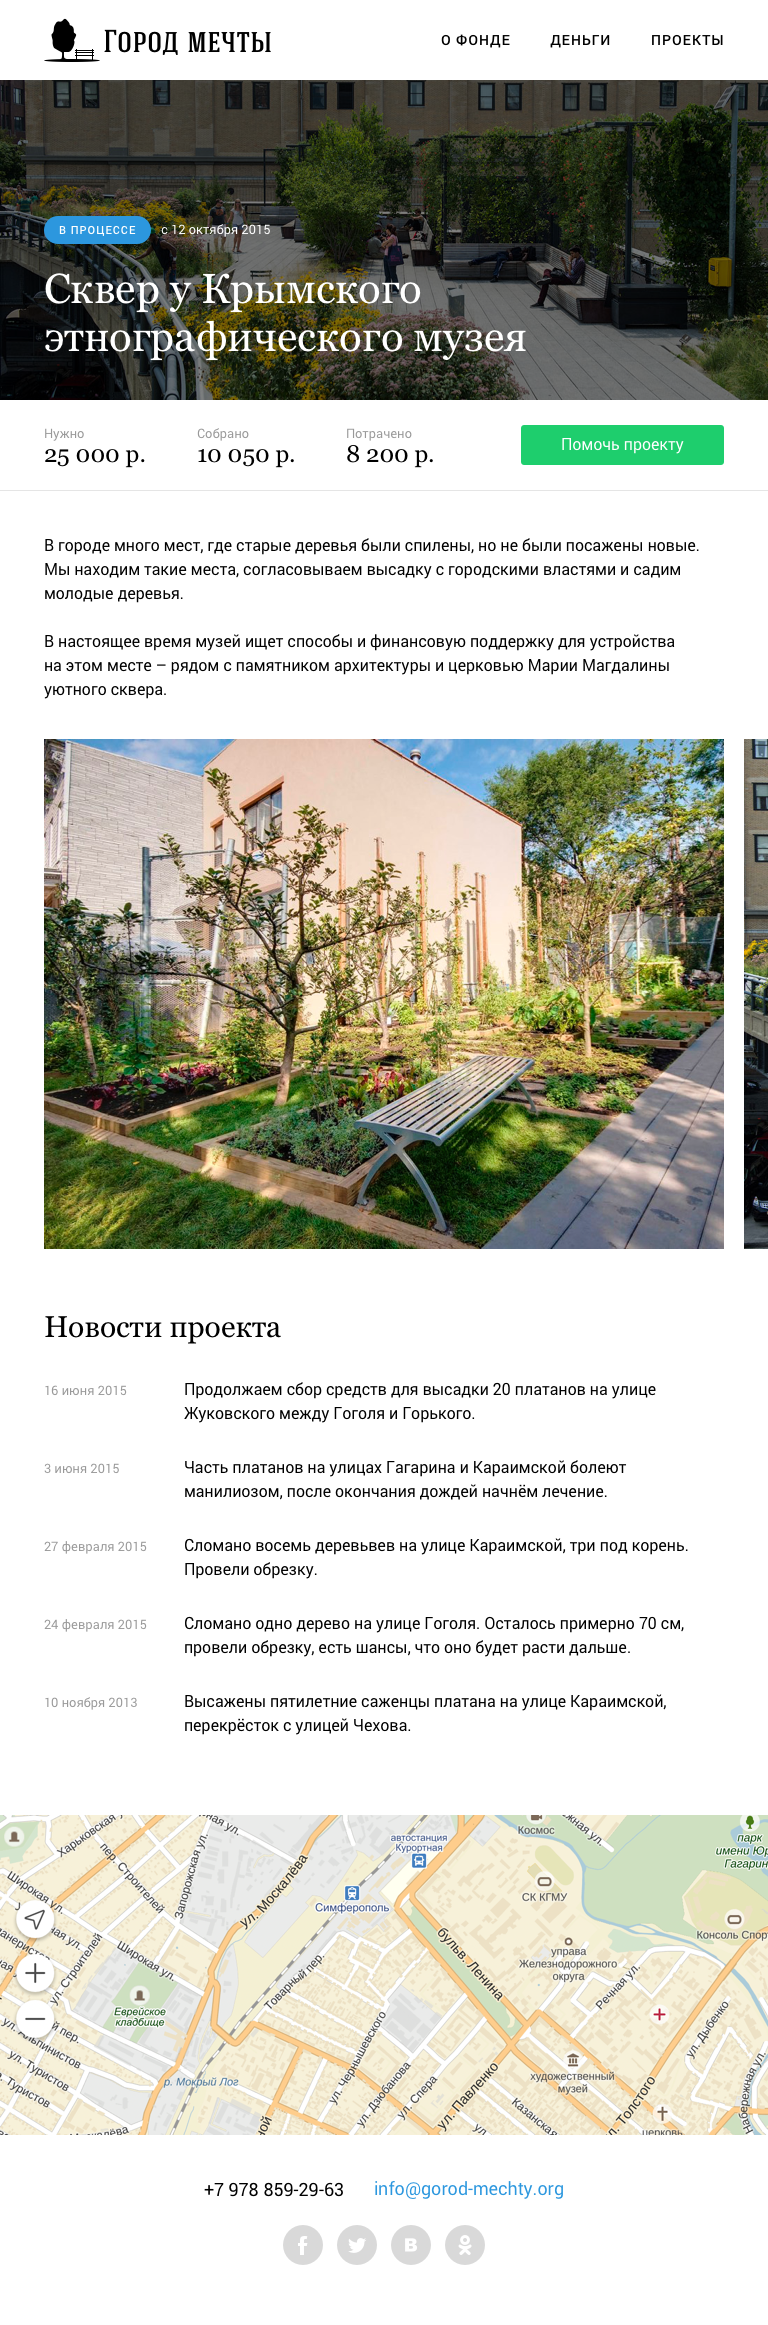 Город мечты
О ФОНДЕ
ДЕНЬГИ
ПРОЕКТЫ
В ПРОЦЕССЕ
с 12 октября 2015
Сквер у Крымского
этнографического музея
Нужно
25 000 р.
Собрано
10 050 р.
Потрачено
8 200 р.
Помочь проекту
В городе много мест, где старые деревья были спилены, но не были посажены новые.
Мы находим такие места, согласовываем высадку с городскими властями и садим
молодые деревья.
В настоящее время музей ищет способы и финансовую поддержку для устройства
на этом месте – рядом с памятником архитектуры и церковью Марии Магдалины
уютного сквера.
Новости проекта
16 июня 2015
Продолжаем сбор средств для высадки 20 платанов на улице
Жуковского между Гоголя и Горького.
3 июня 2015
Часть платанов на улицах Гагарина и Караимской болеют
манилиозом, после окончания дождей начнём лечение.
27 февраля 2015
Сломано восемь деревьвев на улице Караимской, три под корень.
Провели обрезку.
24 февраля 2015
Сломано одно дерево на улице Гоголя. Осталось примерно 70 см,
провели обрезку, есть шансы, что оно будет расти дальше.
10 ноября 2013
Высажены пятилетние саженцы платана на улице Караимской,
перекрёсток с улицей Чехова.
Харьковская
пер. Строителей
Запорожская ул.
ул. Москалёва
автостанция
Курортная
Космос
парк
имени Юр
Гагарин
Симферополь
СК КГМУ
Консоль Спор
Широкая ул.
Широкая ул.
ул. Строителей
бульв. Ленина
управа
Железнодорожного
округа
Товарный пер.
Речная ул.
Еврейское
кладбище
ул. Туристов
р. Мокрый Лог
ул. Чернышевского
ул. Дзюбанова
ул. Спера
ул. Павленко
художественный
музей
Казанская
ул. Толстого
ул. Дыбенко
Набережная ул.
церковь
+7 978 859-29-63
info@gorod-mechty.org